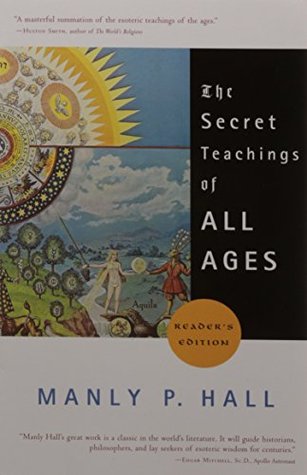 "A masterful summation of the esoteric teachings of the ages."
—Huston Smith, author of The World's Religions
The
Secret
Teachings
of
ALL
AGES
Aquila
READER'S
EDITION
MANLY P. HALL
"Manly Hall's great work is a classic in the world's literature. It will guide historians,
philosophers, and lay seekers of esoteric wisdom for centuries."
—Edgar Mitchell, Sc. D., Apollo Astronaut